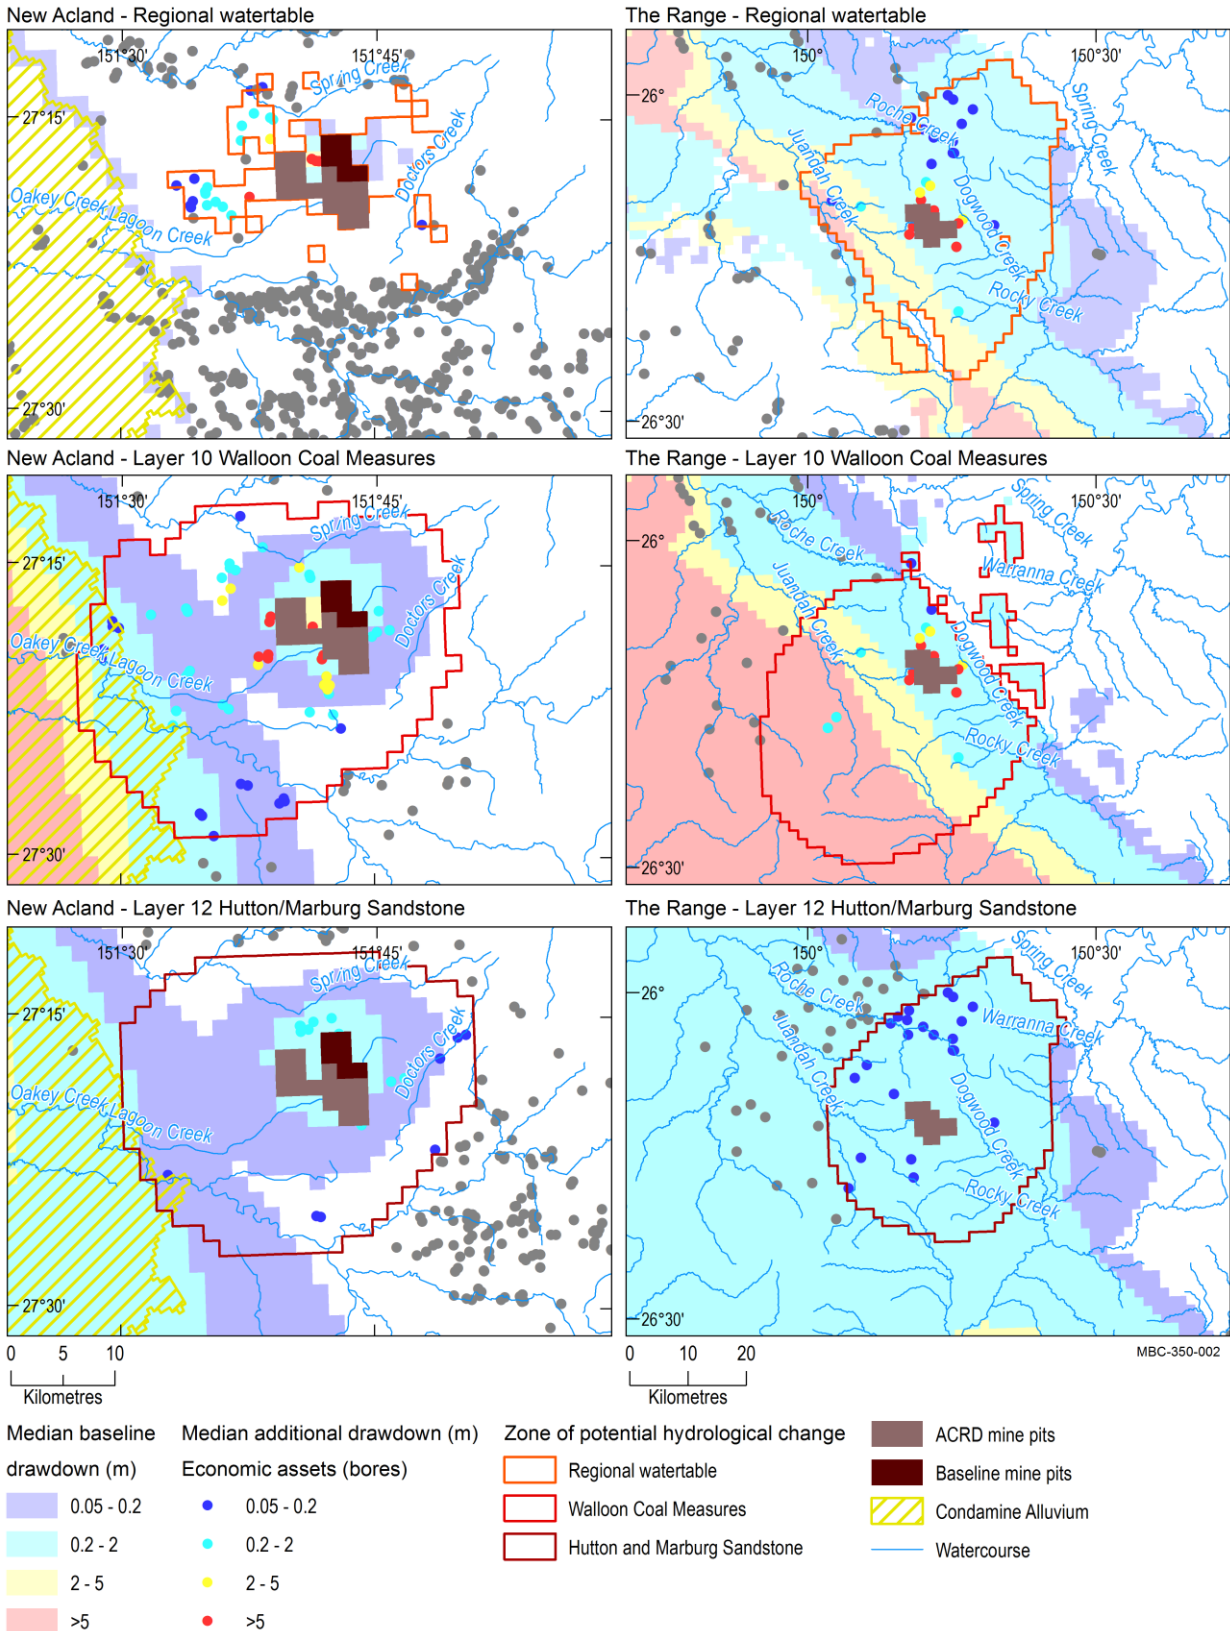 New Acland - Regional watertable
151°30'
151°45'
Spring Creek
27°15'
Doctors Creek
Oakey Creek
Lagoon Creek
27°30'
The Range - Regional watertable
150°
150°30'
26°
Roche Creek
Spring Creek
Juandah Creek
Dogwood Creek
Rocky Creek
26°30'
New Acland - Layer 10 Walloon Coal Measures
151°30'
151°45'
Spring Creek
27°15'
Doctors Creek
Oakey Creek
Lagoon Creek
27°30'
The Range - Layer 10 Walloon Coal Measures
150°
150°30'
Spring Creek
26°
Roche Creek
Warranna Creek
Juandah Creek
Dogwood Creek
Rocky Creek
26°30'
New Acland - Layer 12 Hutton/Marburg Sandstone
151°30'
151°45'
Spring Creek
27°15'
Doctors Creek
Oakey Creek
Lagoon Creek
27°30'
The Range - Layer 12 Hutton/Marburg Sandstone
150°
150°30'
Spring Creek
26°
Roche Creek
Warranna Creek
Juandah Creek
Dogwood Creek
Rocky Creek
26°30'
0 5 10
Kilometres
0 10 20
Kilometres
MBC-350-002
Median baseline
drawdown (m)
0.05 - 0.2
0.2 - 2
2 - 5
>5
Median additional drawdown (m)
Economic assets (bores)
0.05 - 0.2
0.2 - 2
2 - 5
>5
Zone of potential hydrological change
Regional watertable
Walloon Coal Measures
Hutton and Marburg Sandstone
ACRD mine pits
Baseline mine pits
Condamine Alluvium
Watercourse